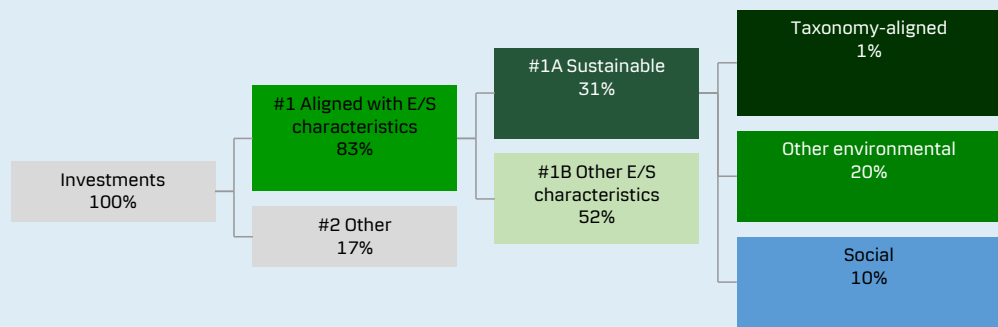 Investments
100%
#1 Aligned with E/S
characteristics
83%
#2 Other
17%
#1A Sustainable
31%
#1B Other E/S
characteristics
52%
Taxonomy-aligned
1%
Other environmental
20%
Social
10%